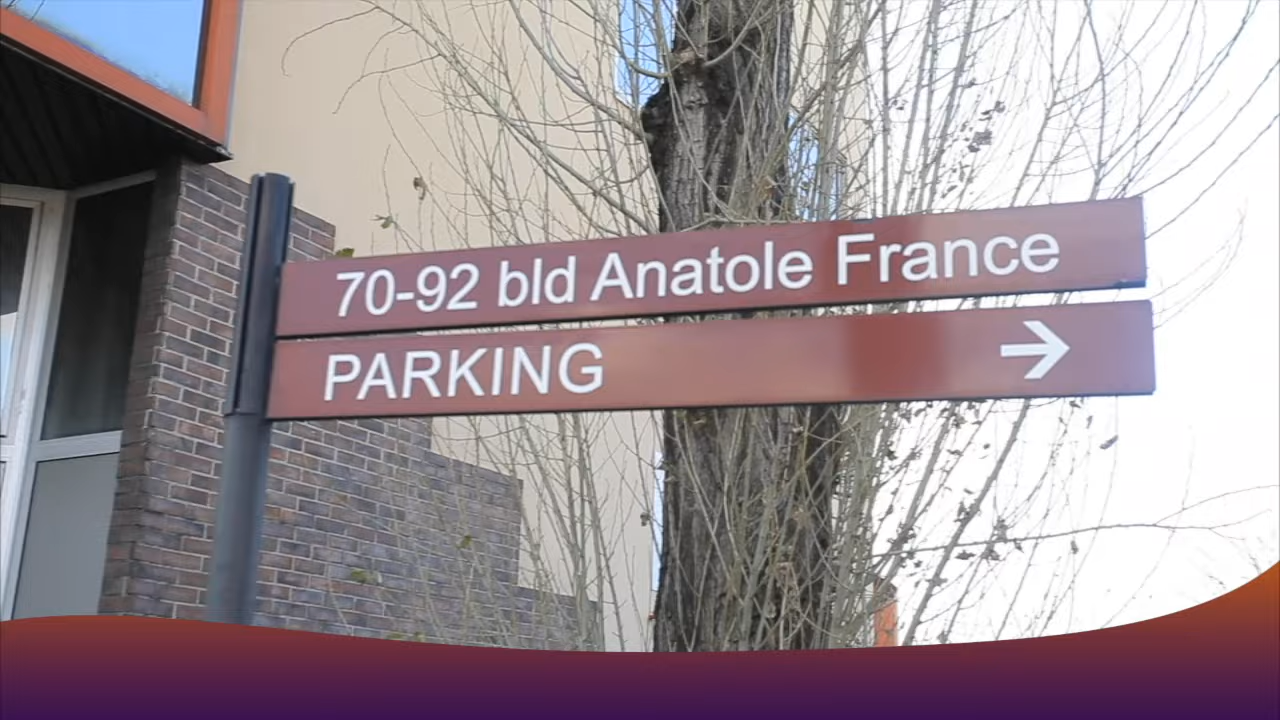 70-92 bld Anatole France
PARKING →